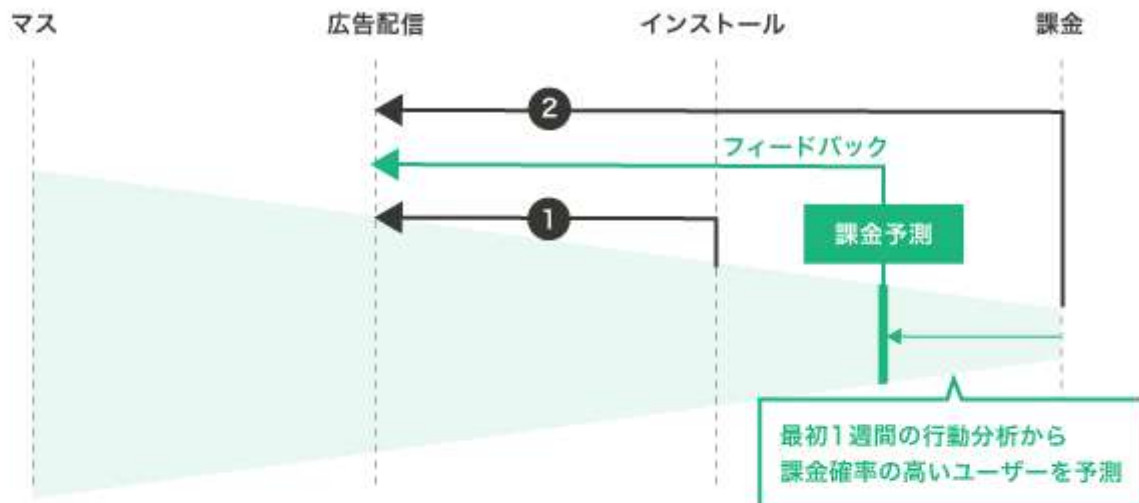 マス 広告配信 インストール 課金
2
フィードバック
1
課金予測
最初1週間の行動分析から
課金確率の高いユーザーを予測